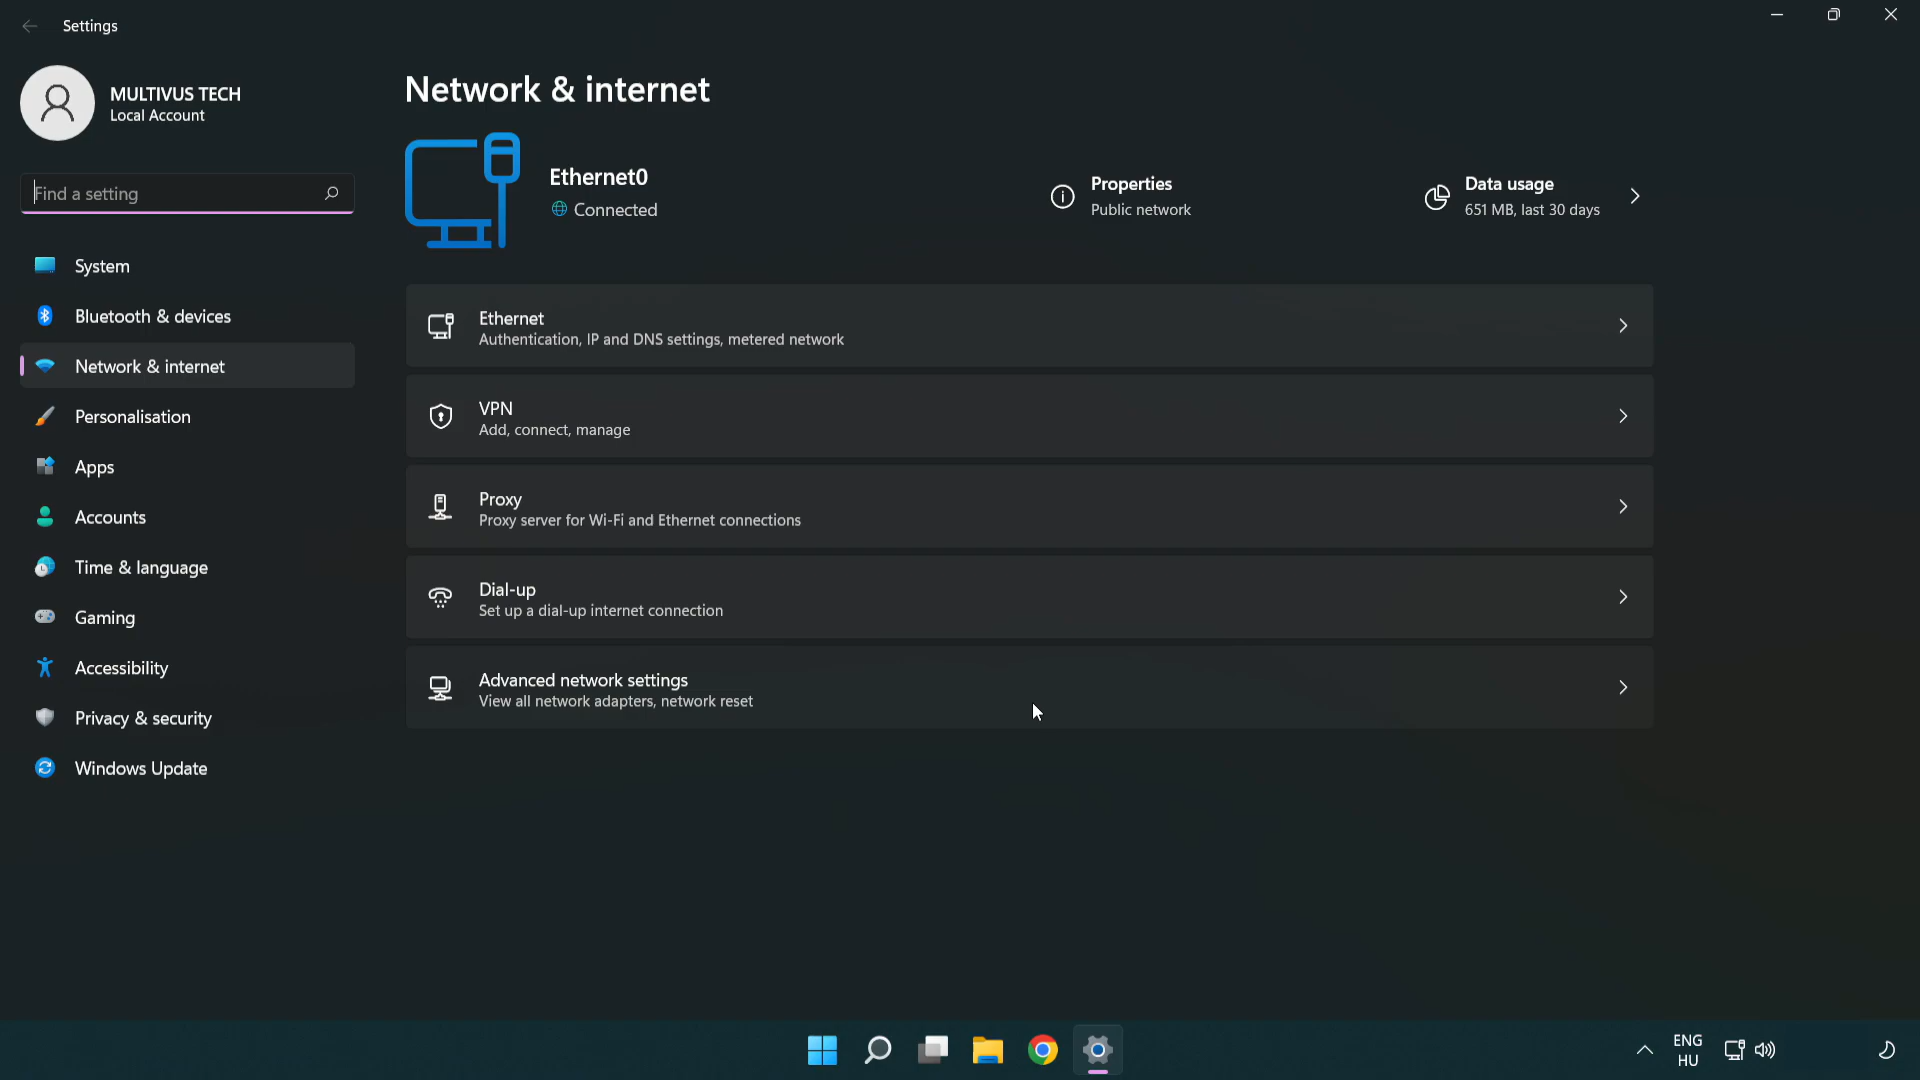 Settings
MULTIVUS TECH
Local Account
Find a setting
System
Bluetooth & devices
Network & internet
Personalisation
Apps
Accounts
Time & language
Gaming
Accessibility
Privacy & security
Windows Update
Network & internet
Ethernet0
Connected
Properties
Public network
Data usage
651 MB, last 30 days
Ethernet
Authentication, IP and DNS settings, metered network
VPN
Add, connect, manage
Proxy
Proxy server for Wi-Fi and Ethernet connections
Dial-up
Set up a dial-up internet connection
Advanced network settings
View all network adapters, network reset
ENG
HU